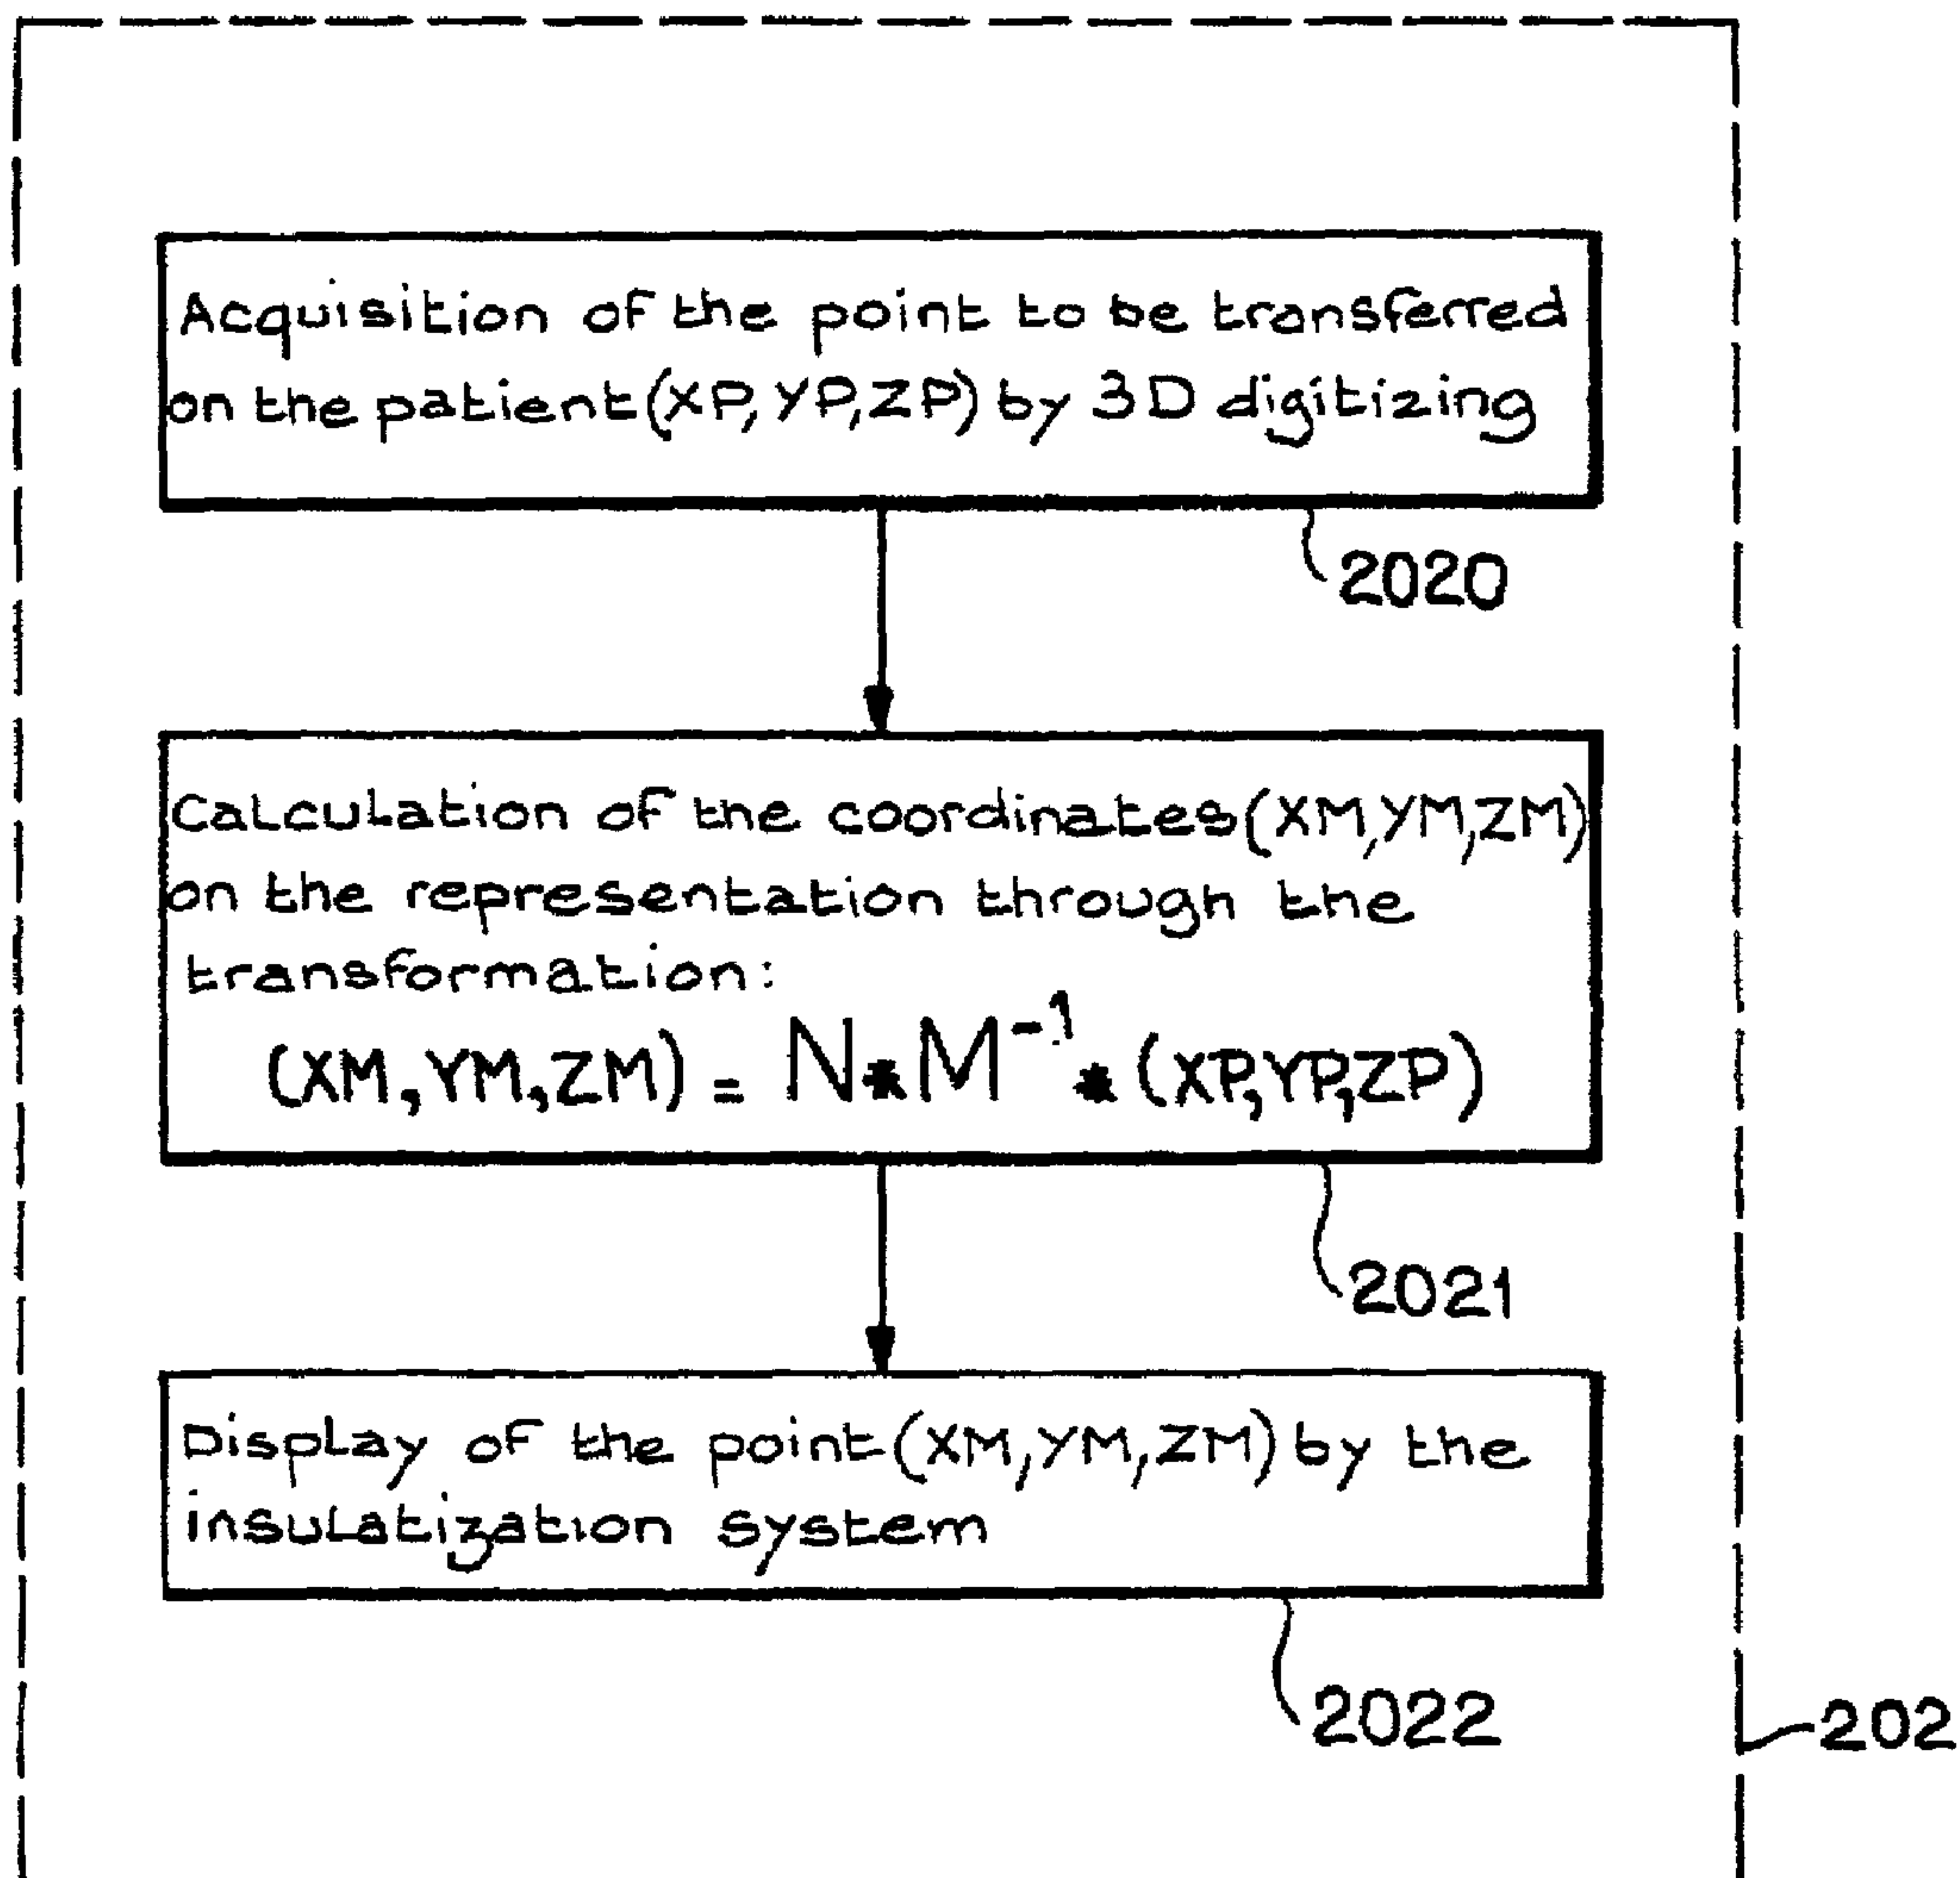 Acquisition of the point to be transferred
on the patient (XP, YP, ZP) by 3D digitizing
2020
Calculation of the coordinates (XM, YM, ZM)
on the representation through the
transformation:
(XM, YM, ZM) = N * M⁻¹ * (XP, YP, ZP)
2021
Display of the point (XM, YM, ZM) by the
insulatization system
2022
202